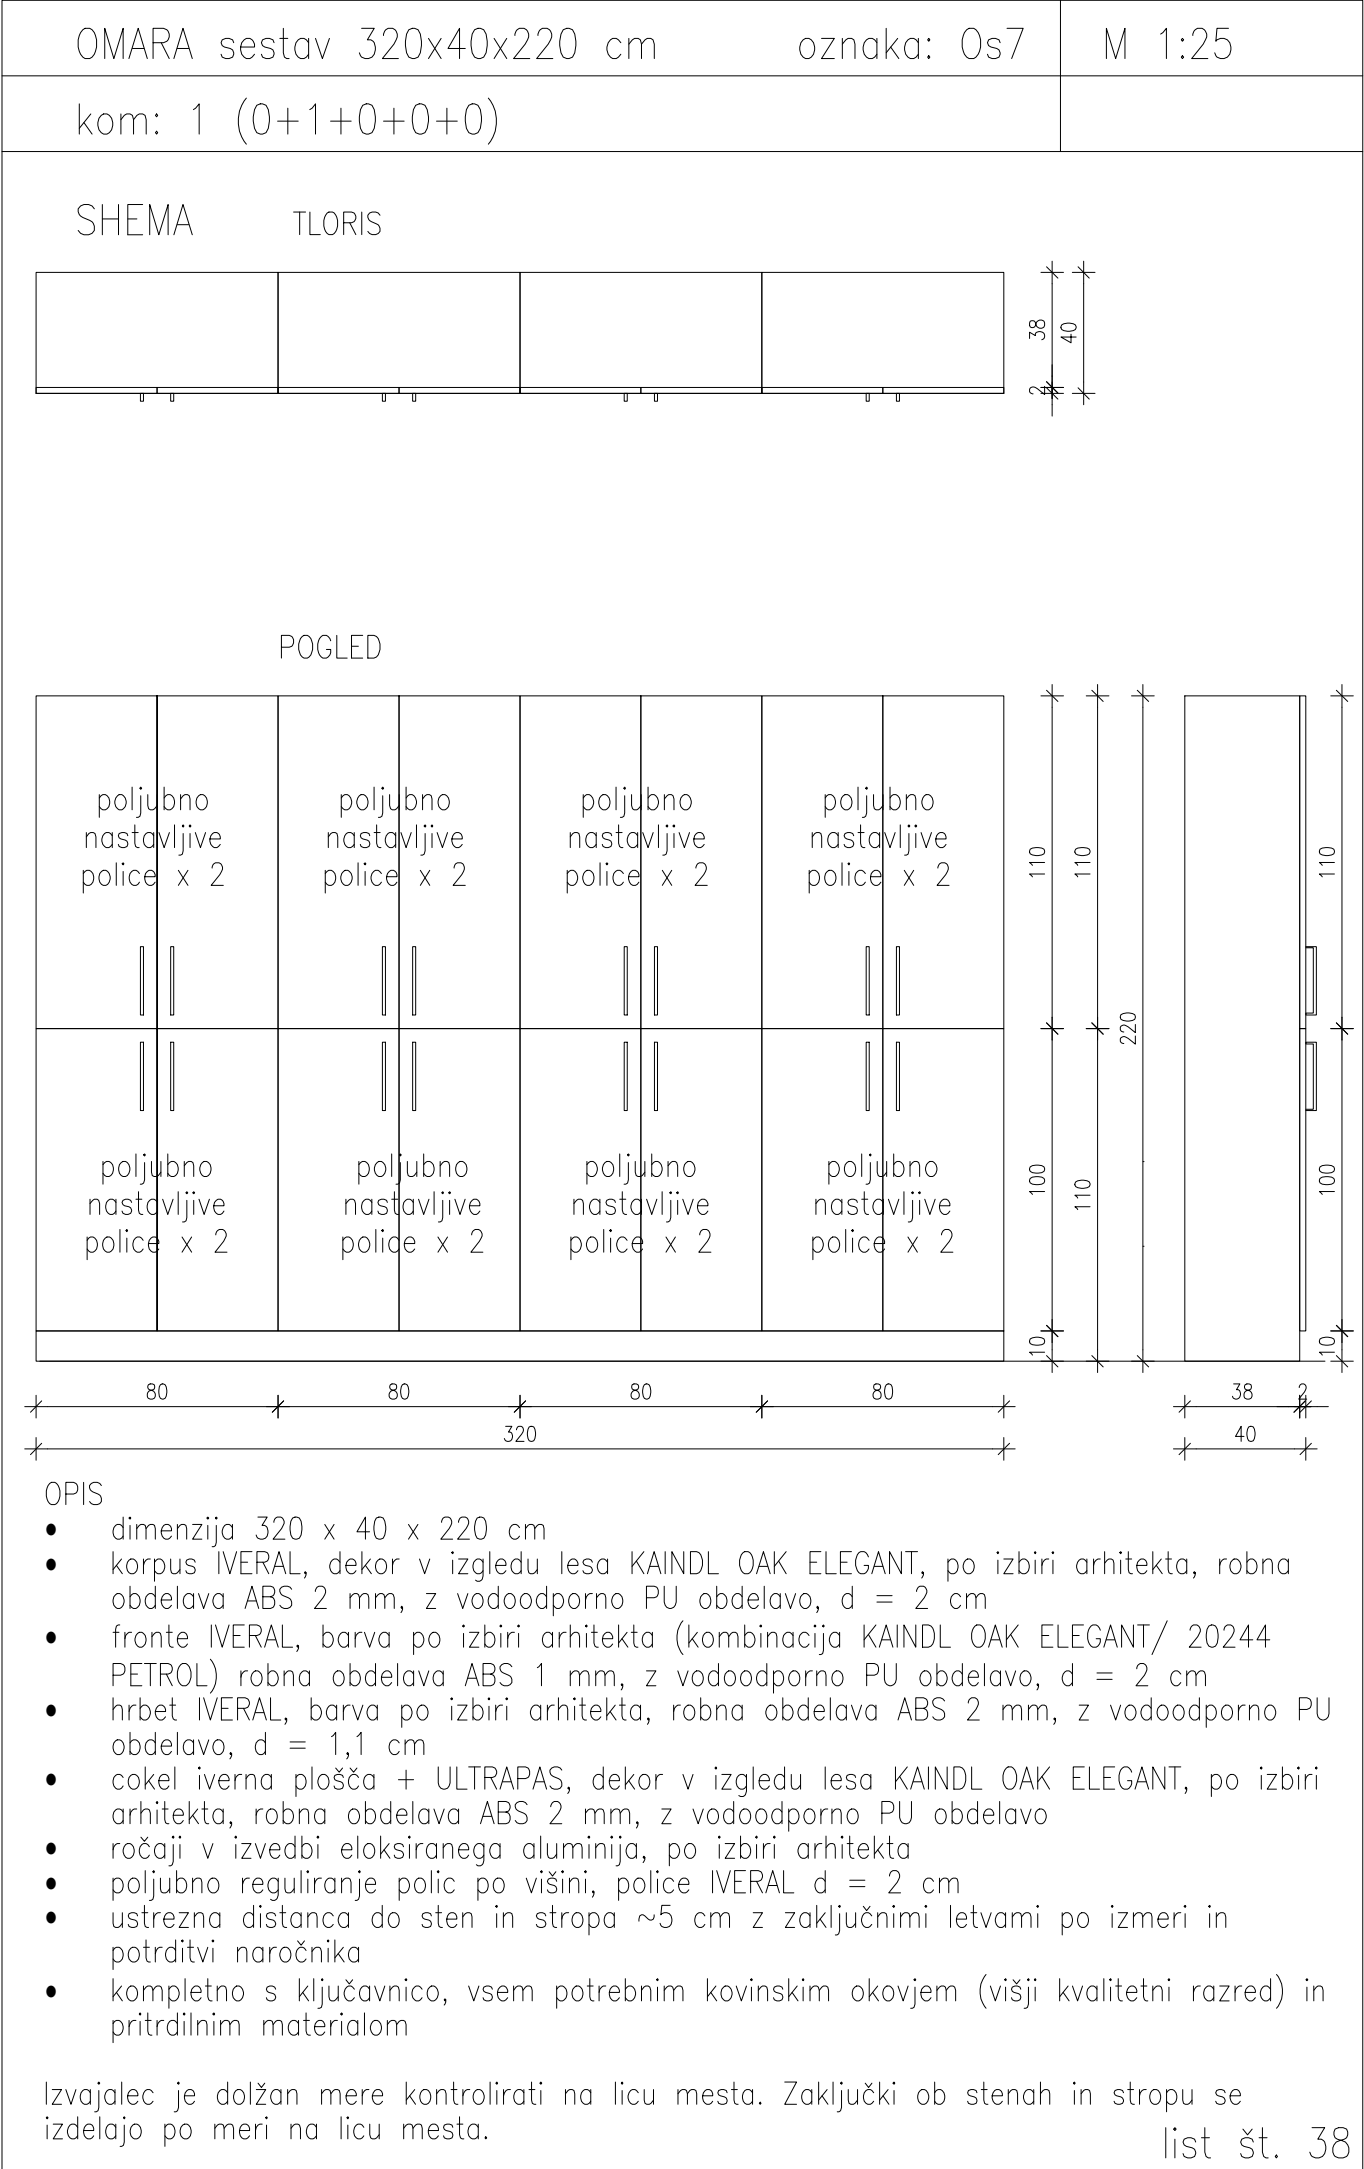 OMARA sestav 320x40x220 cm oznaka: Os7 M 1:25
kom: 1 (0+1+0+0+0)
SHEMA TLORIS
38
40
2
POGLED
poljubno poljubno poljubno poljubno
nastavljive nastavljive nastavljive nastavljive
police x 2 police x 2 police x 2 police x 2
110 110 110
220
poljubno poljubno poljubno poljubno
nastavljive nastavljive nastavljive nastavljive
police x 2 police x 2 police x 2 police x 2
100 110 100
10 10
80 80 80 80 38 2
320 40
OPIS
• dimenzija 320 x 40 x 220 cm
• korpus IVERAL, dekor v izgledu lesa KAINDL OAK ELEGANT, po izbiri arhitekta, robna
obdelava ABS 2 mm, z vodoodporno PU obdelavo, d = 2 cm
• fronte IVERAL, barva po izbiri arhitekta (kombinacija KAINDL OAK ELEGANT/ 20244
PETROL) robna obdelava ABS 1 mm, z vodoodporno PU obdelavo, d = 2 cm
• hrbet IVERAL, barva po izbiri arhitekta, robna obdelava ABS 2 mm, z vodoodporno PU
obdelavo, d = 1,1 cm
• cokel iverna plošča + ULTRAPAS, dekor v izgledu lesa KAINDL OAK ELEGANT, po izbiri
arhitekta, robna obdelava ABS 2 mm, z vodoodporno PU obdelavo
• ročaji v izvedbi eloksiranega aluminija, po izbiri arhitekta
• poljubno reguliranje polic po višini, police IVERAL d = 2 cm
• ustrezna distanca do sten in stropa ~5 cm z zaključnimi letvami po izmeri in
potrditvi naročnika
• kompletno s ključavnico, vsem potrebnim kovinskim okovjem (višji kvalitetni razred) in
pritrdilnim materialom
Izvajalec je dolžan mere kontrolirati na licu mesta. Zaključki ob stenah in stropu se
izdelajo po meri na licu mesta.
list št. 38